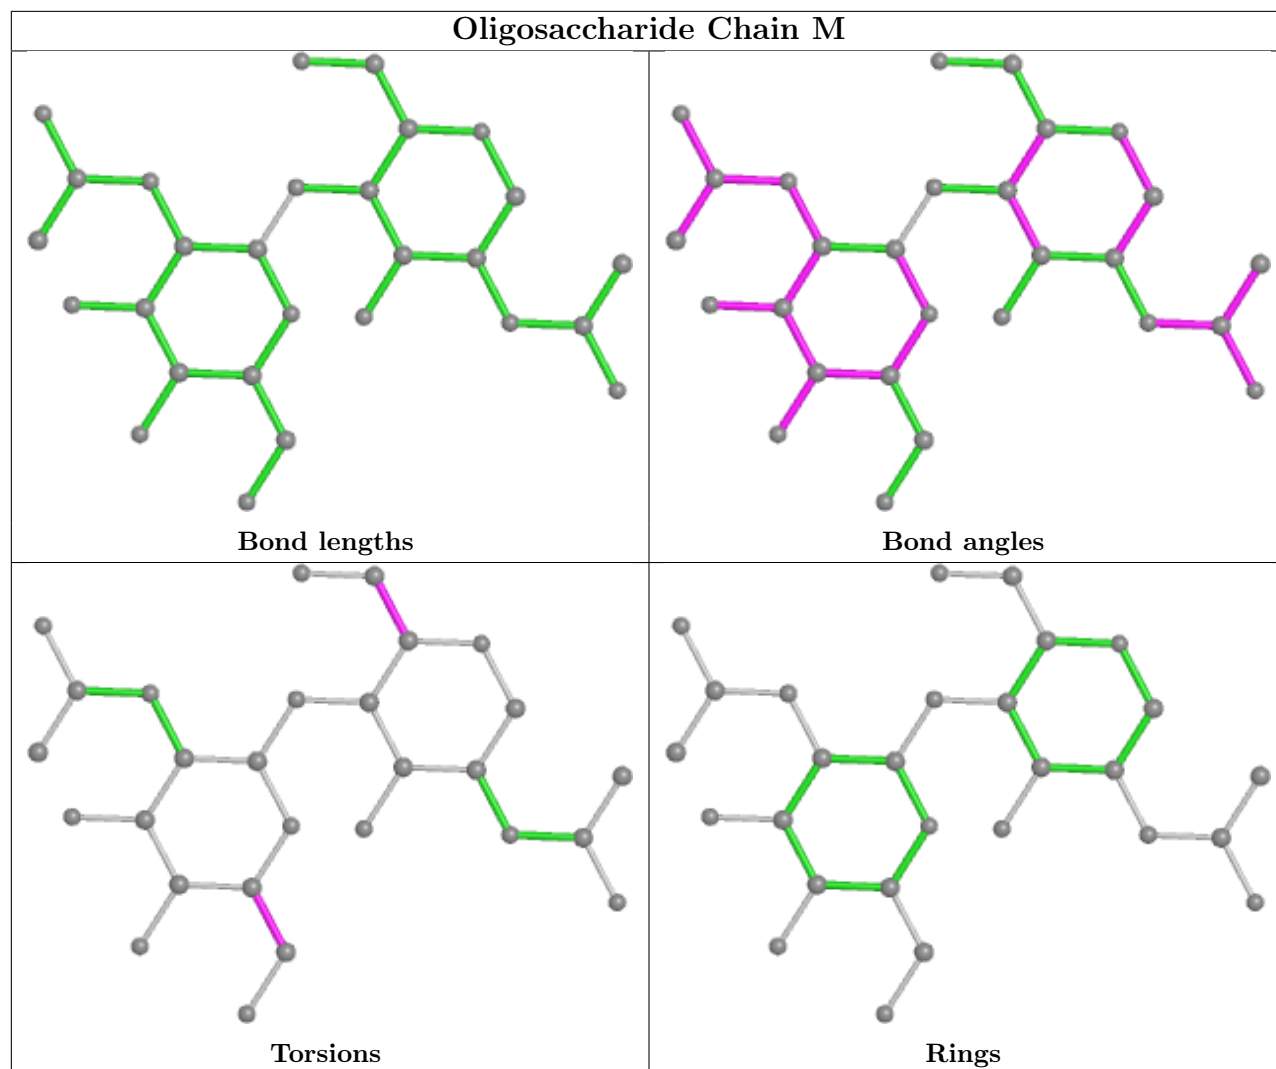 Oligosaccharide Chain M
Bond lengths
Bond angles
Torsions
Rings